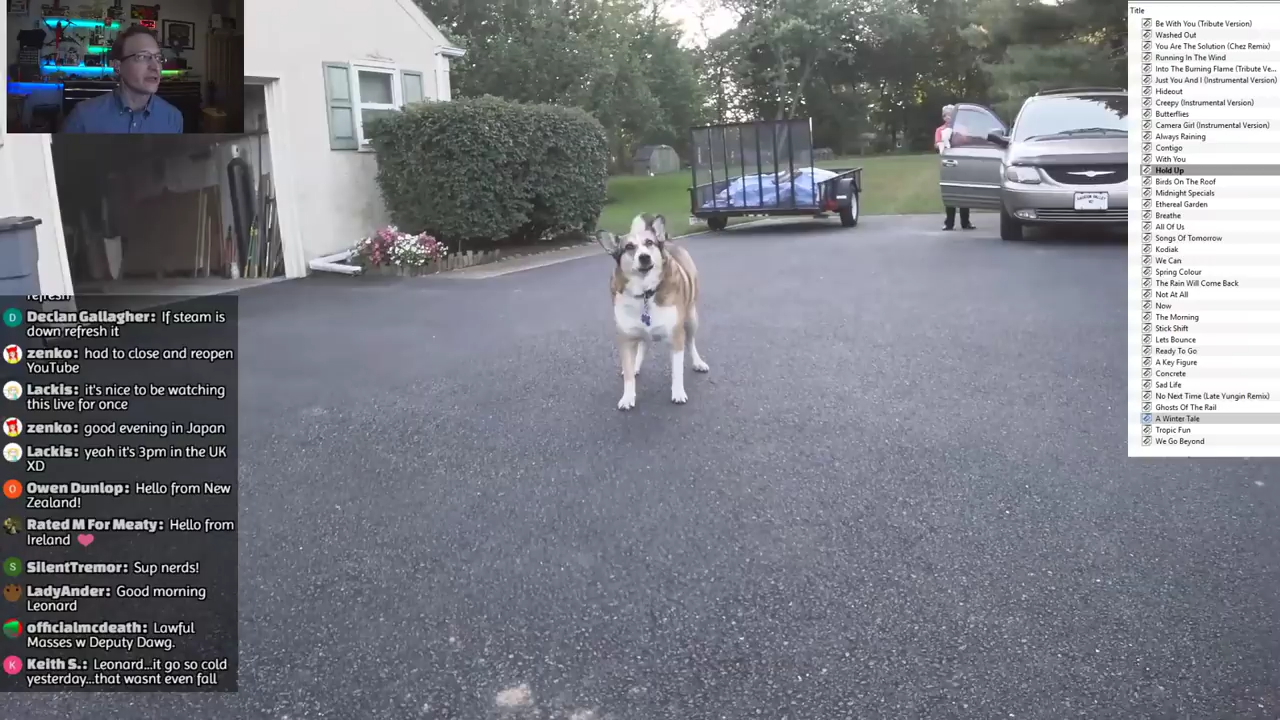 refresh
Declan Gallagher: If steam is
down refresh it
zenko: had to close and reopen
YouTube
Lackis: it's nice to be watching
this live for once
zenko: good evening in Japan
Lackis: yeah it's 3pm in the UK
XD
Owen Dunlop: Hello from New
Zealand!
Rated M For Meaty: Hello from
Ireland
SilentTremor: Sup nerds!
LadyAnder: Good morning
Leonard
officialmcdeath: Lawful
Masses w Deputy Dawg.
Keith S.: Leonard...it go so cold
yesterday...that wasnt even fall
Title
Be With You (Tribute Version)
Washed Out
You Are The Solution (Chez Remix)
Running In The Wind
Into The Burning Flame (Tribute Ve...
Just You And I (Instrumental Version)
Hideout
Creepy (Instrumental Version)
Butterflies
Camera Girl (Instrumental Version)
Always Raining
Contigo
With You
Hold Up
Birds On The Roof
Midnight Specials
Ethereal Garden
Breathe
All Of Us
Songs Of Tomorrow
Kodiak
We Can
Spring Colour
The Rain Will Come Back
Not At All
Now
The Morning
Stick Shift
Lets Bounce
Ready To Go
A Key Figure
Concrete
Sad Life
No Next Time (Late Yungin Remix)
Ghosts Of The Rail
A Winter Tale
Tropic Fun
We Go Beyond